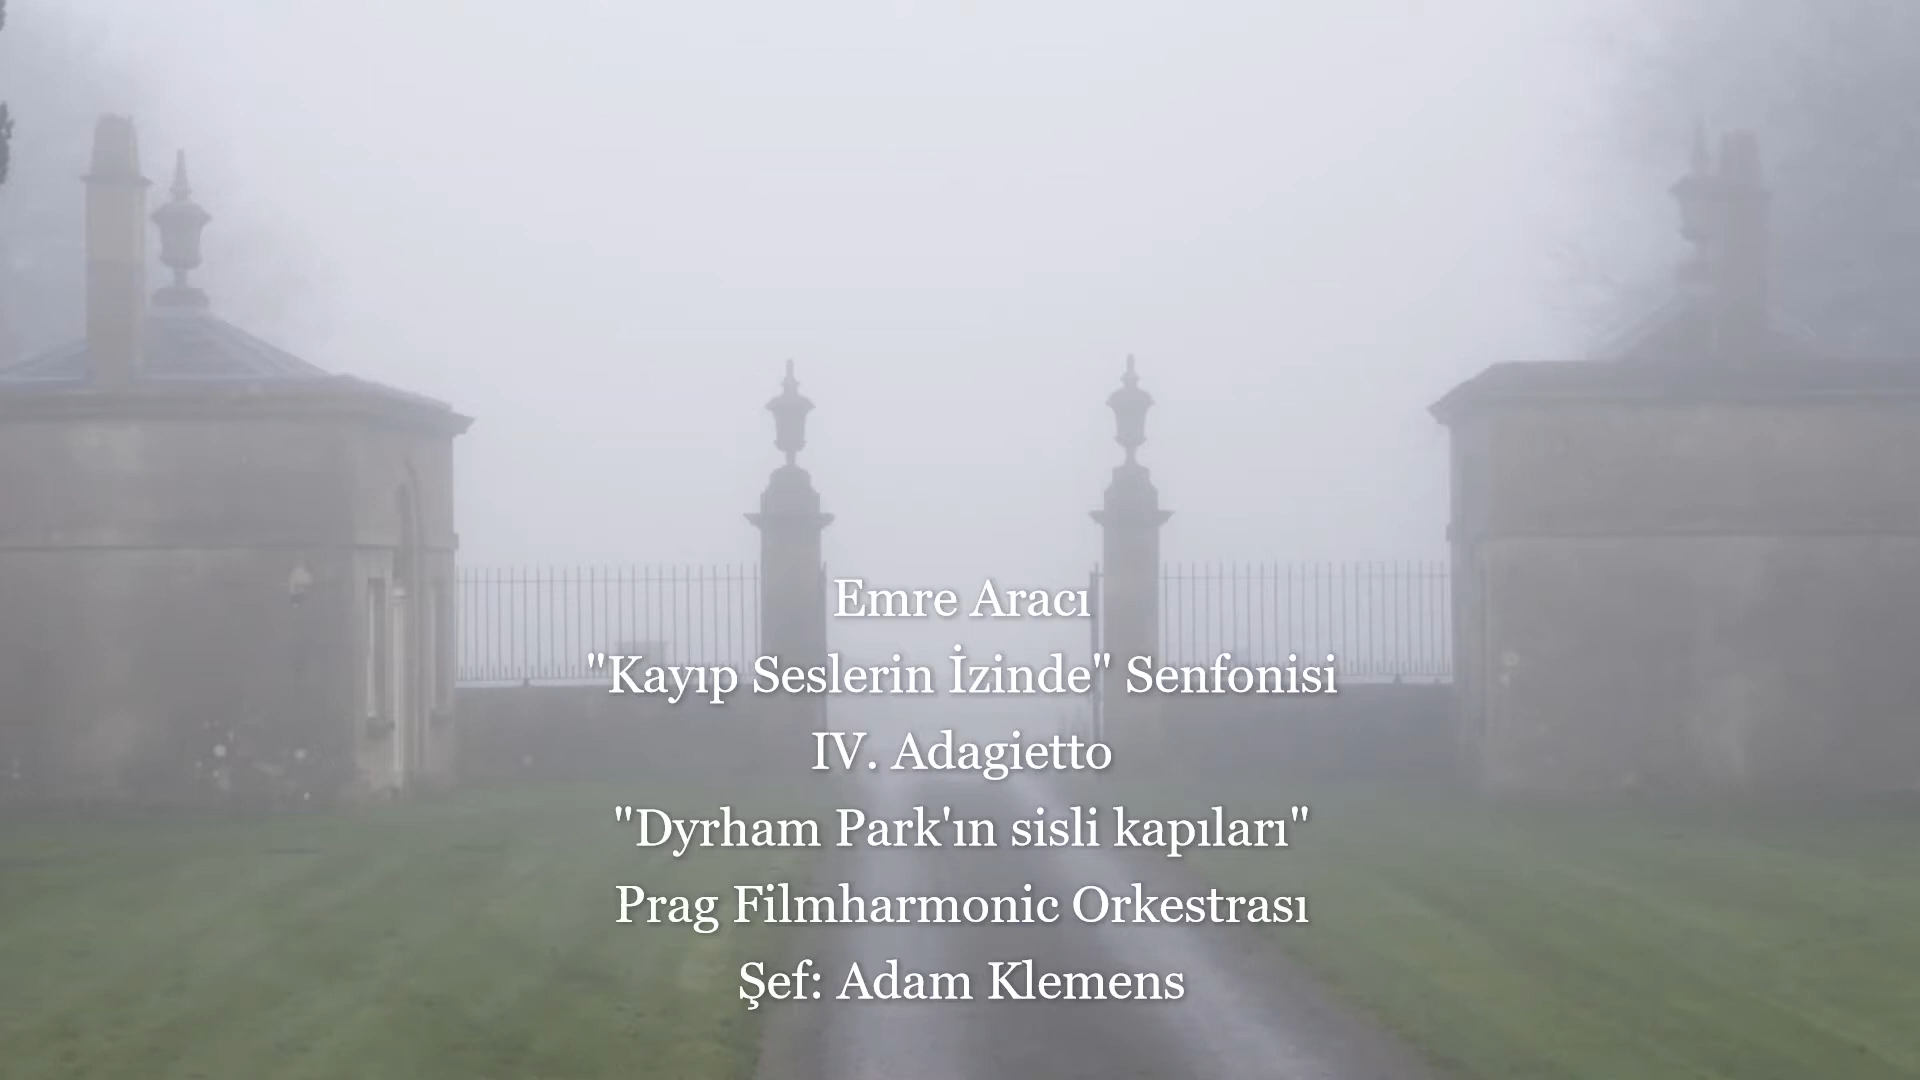 Emre Aracı
"Kayıp Seslerin İzinde" Senfonisi
IV. Adagietto
"Dyrham Park'ın sisli kapıları"
Prag Filmharmonic Orkestrası
Şef: Adam Klemens